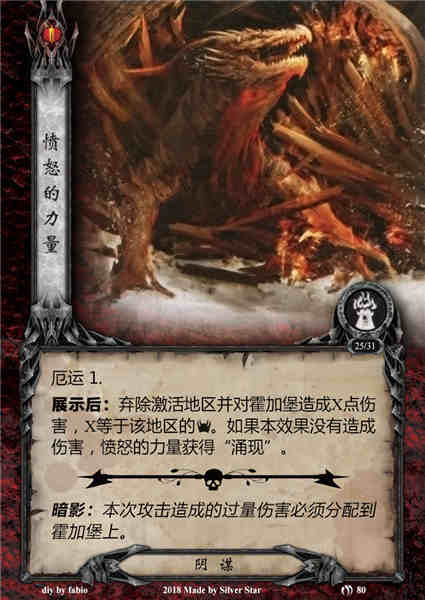 愤怒的力量
25/31
厄运 1.
展示后：弃除激活地区并对霍加堡造成X点伤
害，X等于该地区的。如果本效果没有造成
伤害，愤怒的力量获得“涌现”。
暗影：本次攻击造成的过量伤害必须分配到
霍加堡上。
阴谋
diy by fabio 2018 Made by Silver Star 80